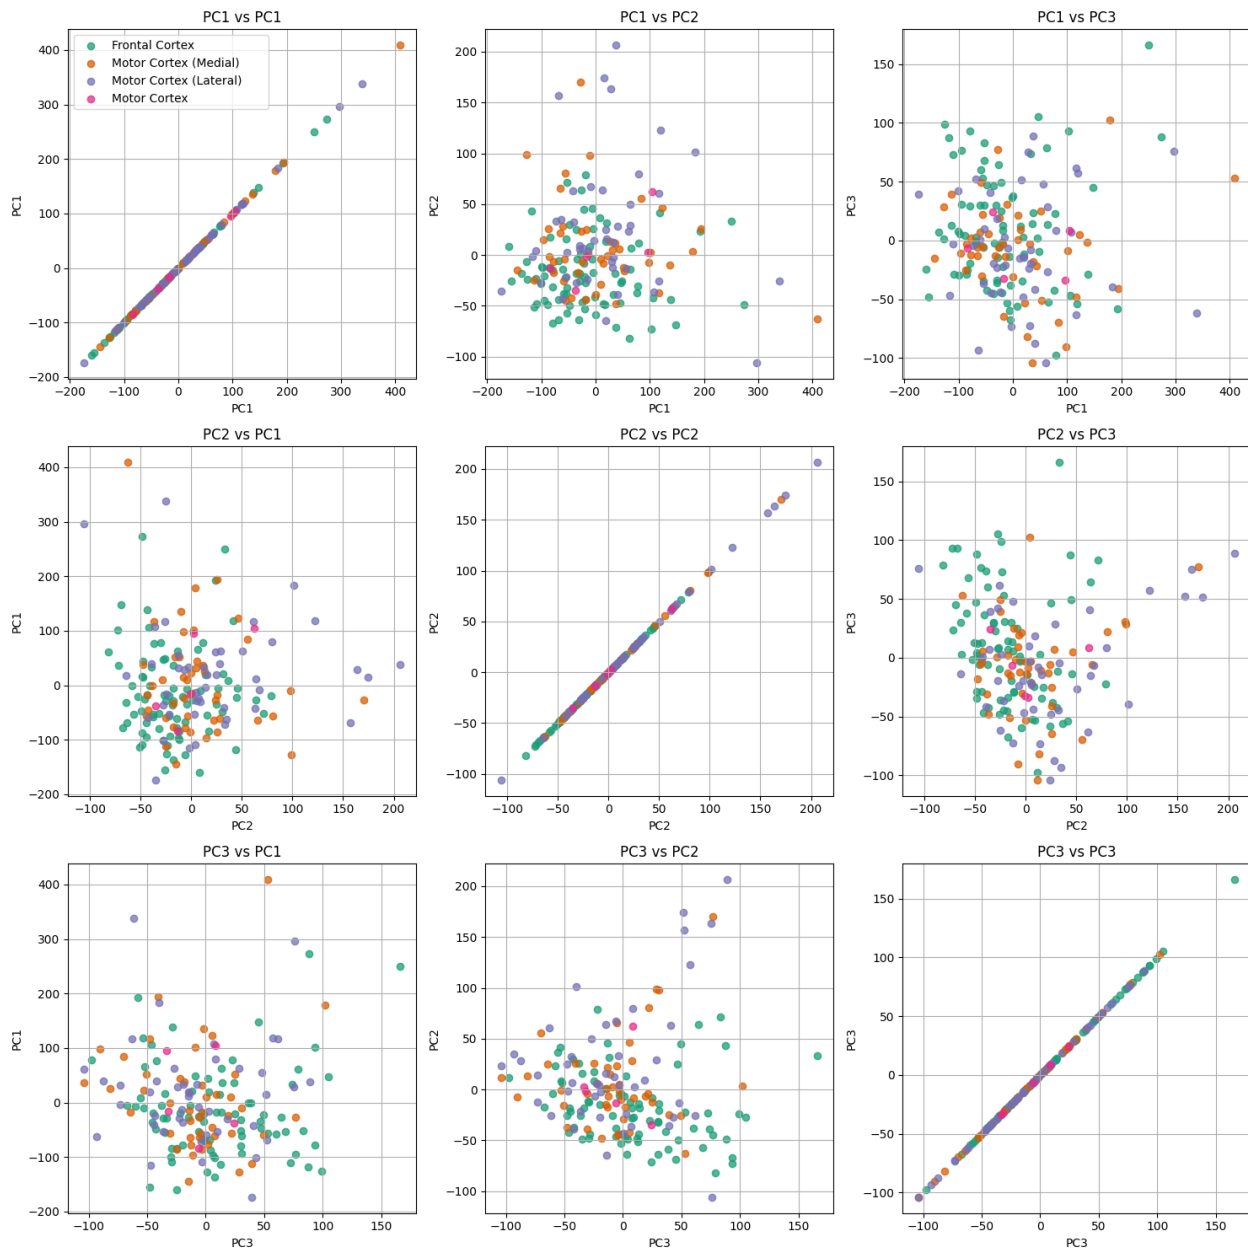 PC1 vs PC1
PC1 vs PC2
PC1 vs PC3
Frontal Cortex
Motor Cortex (Medial)
Motor Cortex (Lateral)
Motor Cortex
400
300
200
100
0
−100
−200
PC1
−200 −100 0 100 200 300 400
PC1
200
150
100
50
0
−50
−100
PC2
−200 −100 0 100 200 300 400
PC1
150
100
50
0
−50
−100
PC3
−200 −100 0 100 200 300 400
PC1
PC2 vs PC1
PC2 vs PC2
PC2 vs PC3
400
300
200
100
0
−100
−200
PC1
−100 −50 0 50 100 150 200
PC2
200
150
100
50
0
−50
−100
PC2
−100 −50 0 50 100 150 200
PC2
150
100
50
0
−50
−100
PC3
−100 −50 0 50 100 150 200
PC2
PC3 vs PC1
PC3 vs PC2
PC3 vs PC3
400
300
200
100
0
−100
−200
PC1
−100 −50 0 50 100 150
PC3
200
150
100
50
0
−50
−100
PC2
−100 −50 0 50 100 150
PC3
150
100
50
0
−50
−100
PC3
−100 −50 0 50 100 150
PC3